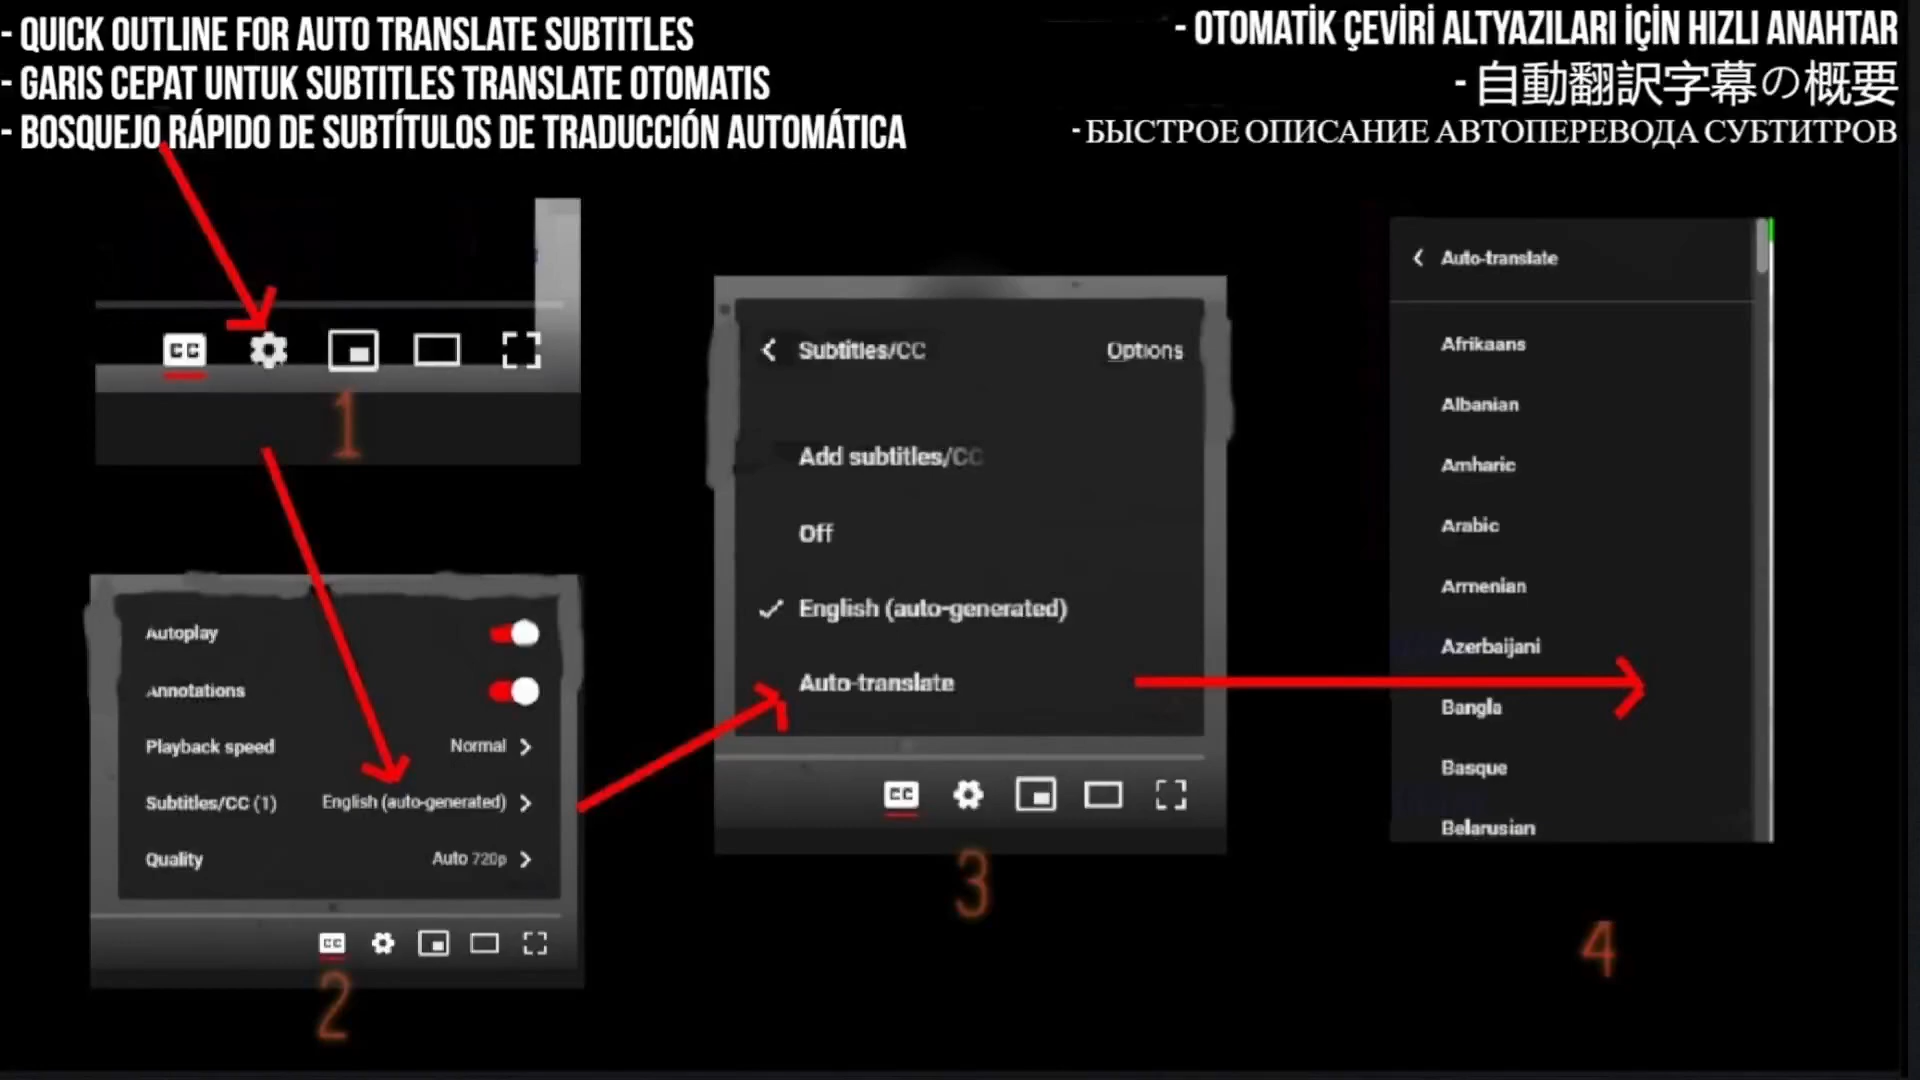 - QUICK OUTLINE FOR AUTO TRANSLATE SUBTITLES
- GARIS CEPAT UNTUK SUBTITLES TRANSLATE OTOMATIS
- BOSQUEJO RÁPIDO DE SUBTÍTULOS DE TRADUCCIÓN AUTOMÁTICA
- OTOMATİK ÇEVİRİ ALTYAZILARI İÇİN HIZLI ANAHTAR
- 自動翻訳字幕の概要
- БЫСТРОЕ ОПИСАНИЕ АВТОПЕРЕВОДА СУБТИТРОВ
CC
1
Autoplay
Annotations
Playback speed Normal
Subtitles/CC (1) English (auto-generated)
Quality Auto 720p
CC
2
Subtitles/CC Options
Add subtitles/CC
Off
English (auto-generated)
Auto-translate
CC
3
Auto-translate
Afrikaans
Albanian
Amharic
Arabic
Armenian
Azerbaijani
Bangla
Basque
Belarusian
4